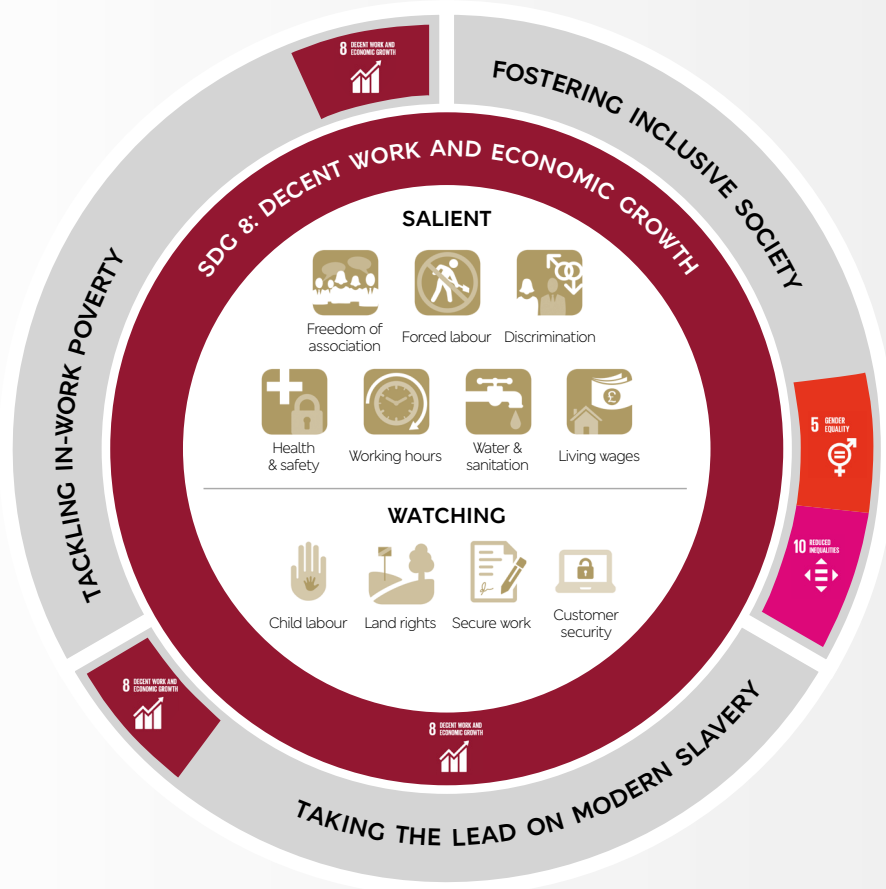 8 DECENT WORK AND
ECONOMIC GROWTH
FOSTERING INCLUSIVE SOCIETY
SDG 8: DECENT WORK AND ECONOMIC GROWTH
TACKLING IN-WORK POVERTY
SALIENT
Freedom of
association
Forced labour
Discrimination
£
Health
& safety
Working hours
Water &
sanitation
Living wages
WATCHING
Child labour
Land rights
Secure work
Customer
security
5 GENDER
EQUALITY
10 REDUCED
INEQUALITIES
8 DECENT WORK AND
ECONOMIC GROWTH
8 DECENT WORK AND
ECONOMIC GROWTH
TAKING THE LEAD ON MODERN SLAVERY